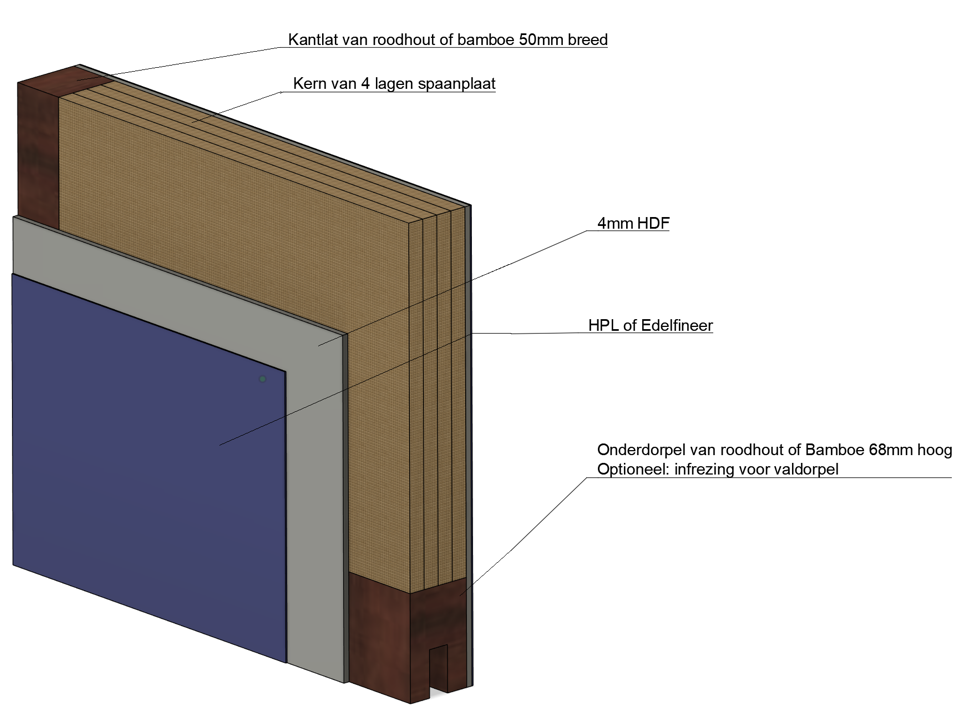 Kantlat van roodhout of bamboe 50mm breed
Kern van 4 lagen spaanplaat
4mm HDF
HPL of Edelfineer
Onderdorpel van roodhout of Bamboe 68mm hoog
Optioneel: infrezing voor valdorpel